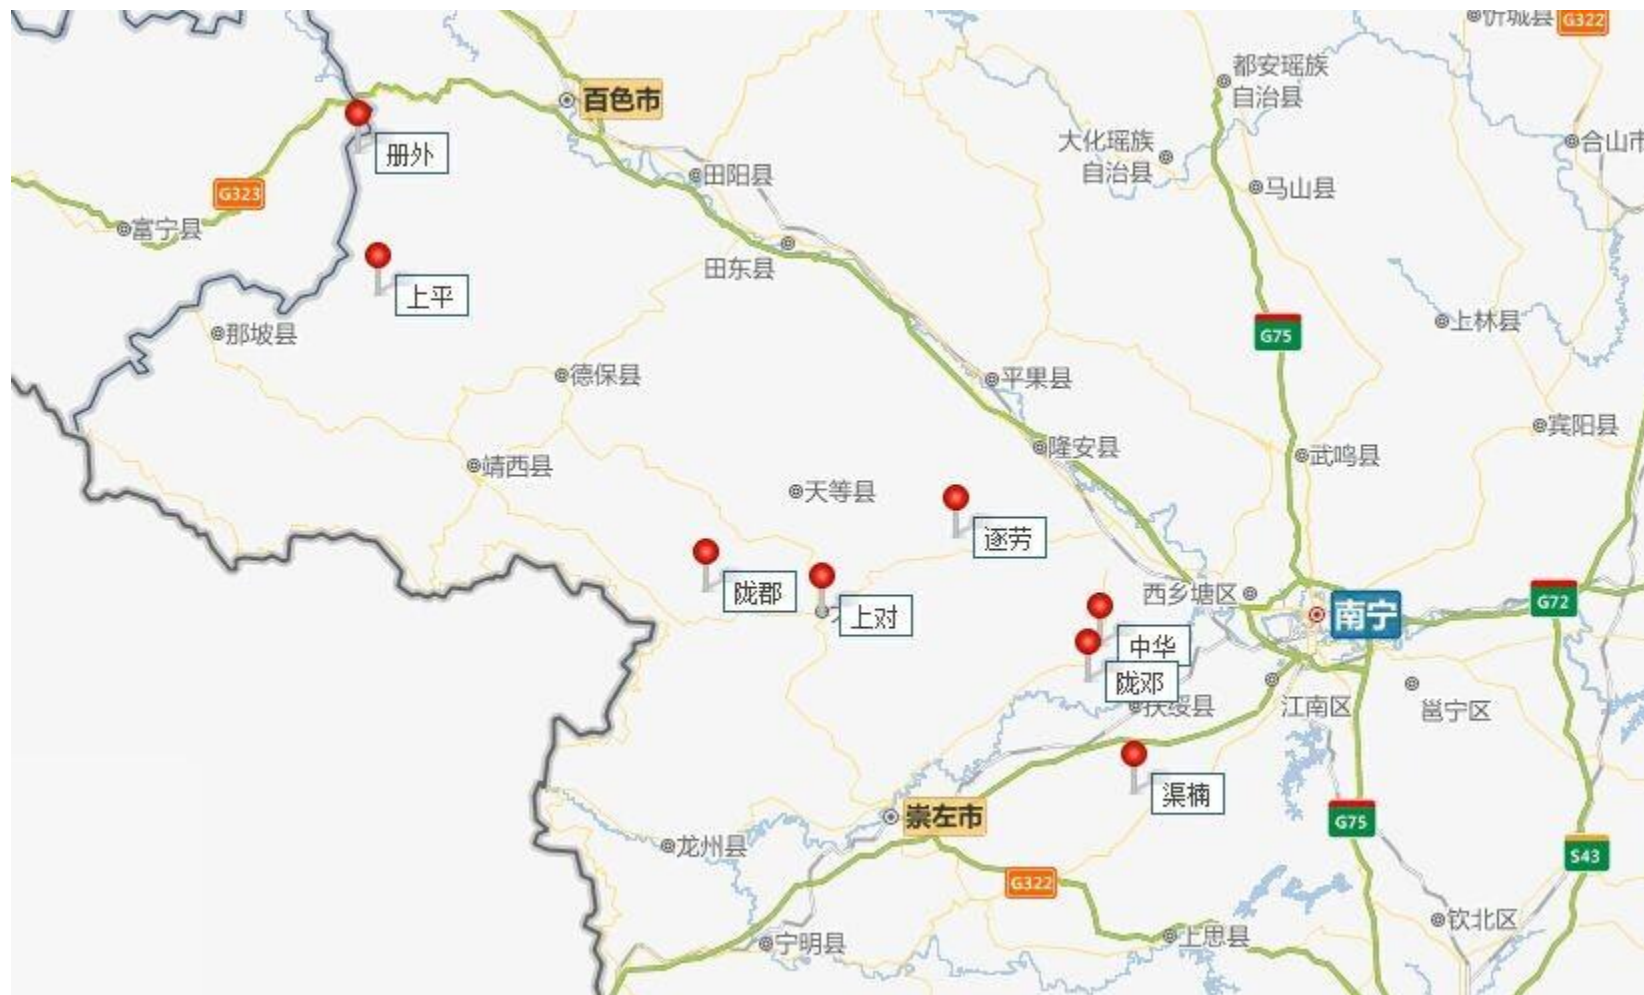 忻城县
G322
都安瑶族
自治县
百色市
大化瑶族
自治县
合山市
册外
田阳县
马山县
G323
富宁县
田东县
上平
那坡县
G75
上林县
德保县
平果县
宾阳县
隆安县
武鸣县
靖西县
天等县
逐劳
陇郡
上对
西乡塘区
南宁
G72
中华
陇邓
扶绥县
江南区
邕宁区
渠楠
崇左市
G75
龙州县
S43
G322
宁明县
上思县
钦北区